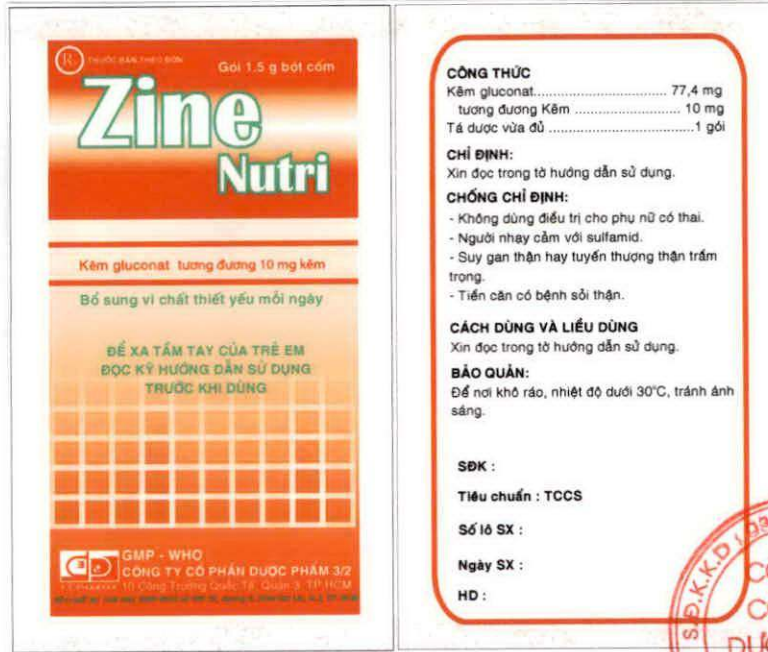 R THUỐC BÁN THEO ĐƠN
Gói 1.5 g bột cốm
Zine
Nutri
Kẽm gluconat tương đương 10 mg kẽm
Bổ sung vi chất thiết yếu mỗi ngày
ĐỂ XA TẦM TAY CỦA TRẺ EM
ĐỌC KỸ HƯỚNG DẪN SỬ DỤNG
TRƯỚC KHI DÙNG
GMP - WHO
CÔNG TY CỔ PHẦN DƯỢC PHẨM 3/2
10 Công Trường Quốc Tế, Quận 3, TP HCM
CÔNG THỨC
Kẽm gluconat................................ 77,4 mg
tương đương Kẽm ......................... 10 mg
Tá dược vừa đủ ...................................1 gói
CHỈ ĐỊNH:
Xin đọc trong tờ hướng dẫn sử dụng.
CHỐNG CHỈ ĐỊNH:
- Không dùng điều trị cho phụ nữ có thai.
- Người nhạy cảm với sulfamid.
- Suy gan thận hay tuyến thượng thận trầm
trọng.
- Tiền căn có bệnh sỏi thận.
CÁCH DÙNG VÀ LIỀU DÙNG
Xin đọc trong tờ hướng dẫn sử dụng.
BẢO QUẢN:
Để nơi khô ráo, nhiệt độ dưới 30°C, tránh ánh
sáng.
SĐK :
Tiêu chuẩn : TCCS
Số lô SX :
Ngày SX :
HD :
S.Đ.K.K.D